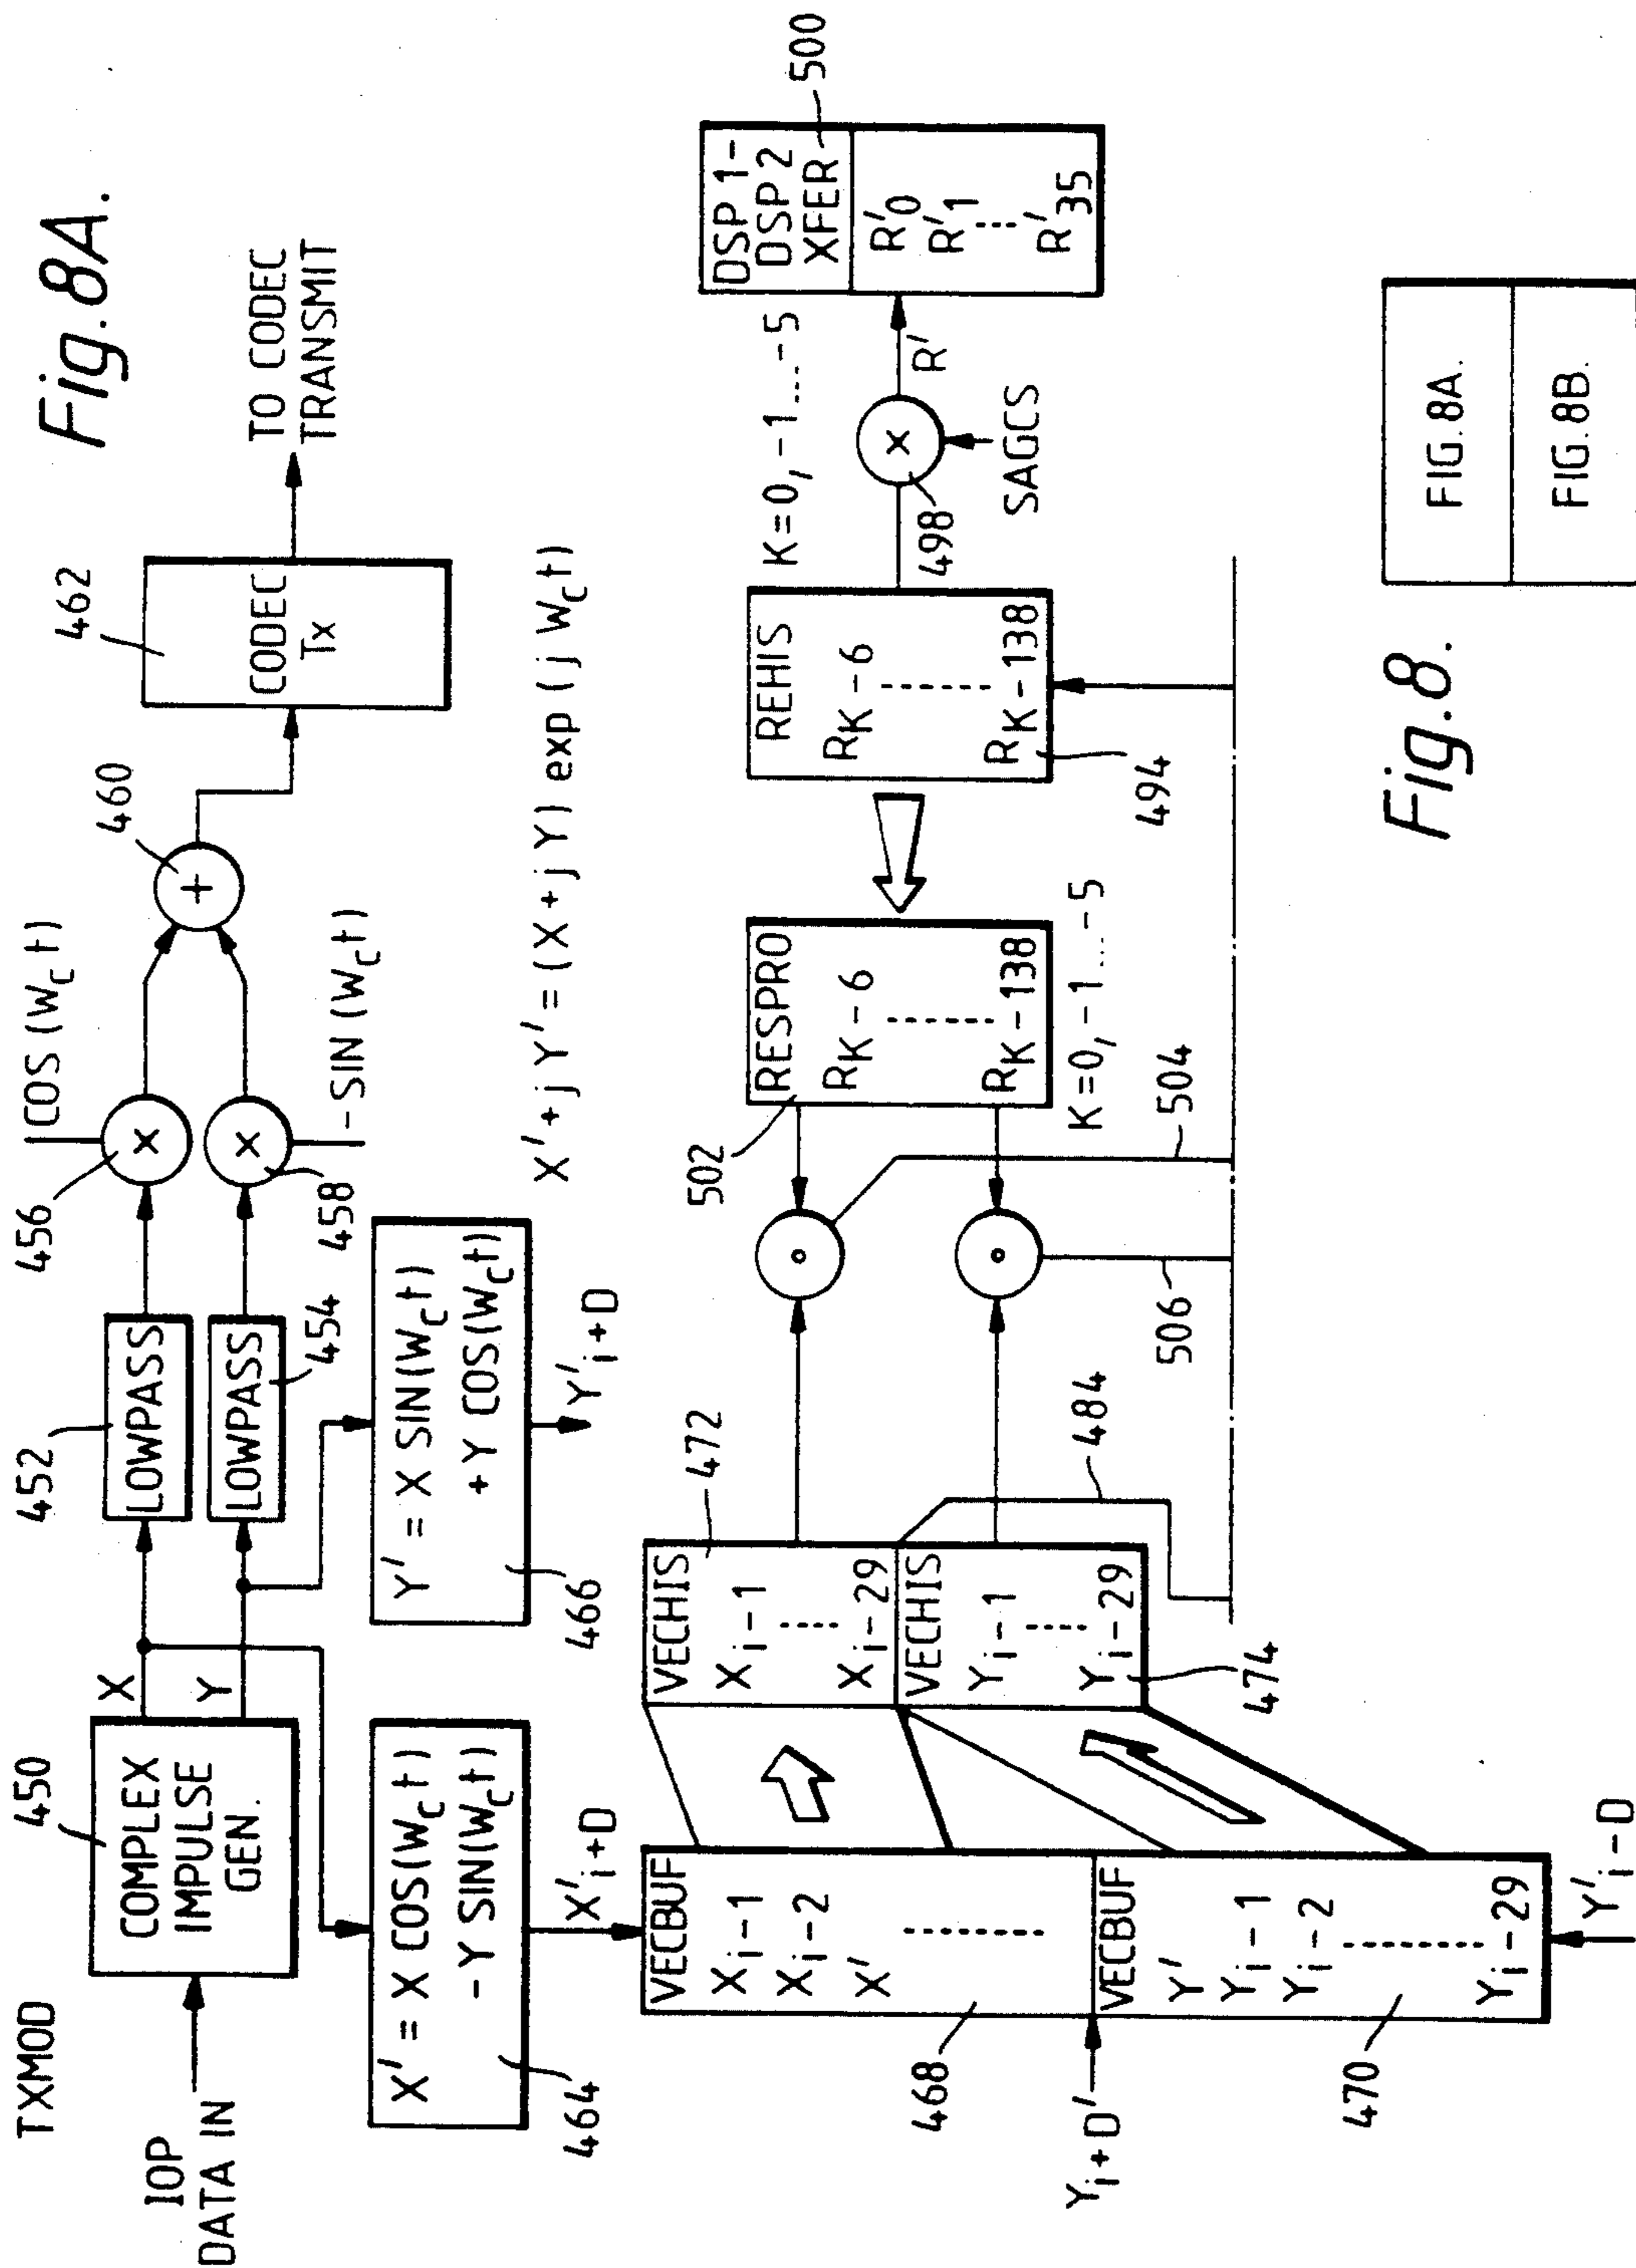 Fig.8A.
TXMOD
IOP
DATA IN
450
COMPLEX
IMPULSE
GEN.
X
Y
452
LOWPASS
LOWPASS
454
456
COS (W_C t)
X
X
458
-SIN (W_C t)
460
+
462
CODEC
Tx
TO CODEC
TRANSMIT
X' = X COS(W_C t)
- Y SIN(W_C t)
464
Y' = X SIN(W_C t)
+ Y COS(W_C t)
466
X'+jY' = (X+jY) exp (j W_C t)
X'_i+D
Y'_i+D
VECBUF
X_i-1
X_i-2
X'
468
Y_i+D'
VECBUF
Y'
Y_i-1
Y_i-2
Y_i-29
470
Y'_i-D
VECHIS
X_i-1
X_i-29
472
VECHIS
Y_i-1
Y_i-29
474
484
506
504
502
RESPRO
R_K-6
R_K-138
K=0,-1...-5
REHIS
R_K-6
R_K-138
494
K=0,-1...-5
X
498
SAGCS
R'
DSP 1-
DSP 2
XFER
500
R'_0
R'_1
R'_35
Fig.8.
FIG.8A.
FIG.8B.